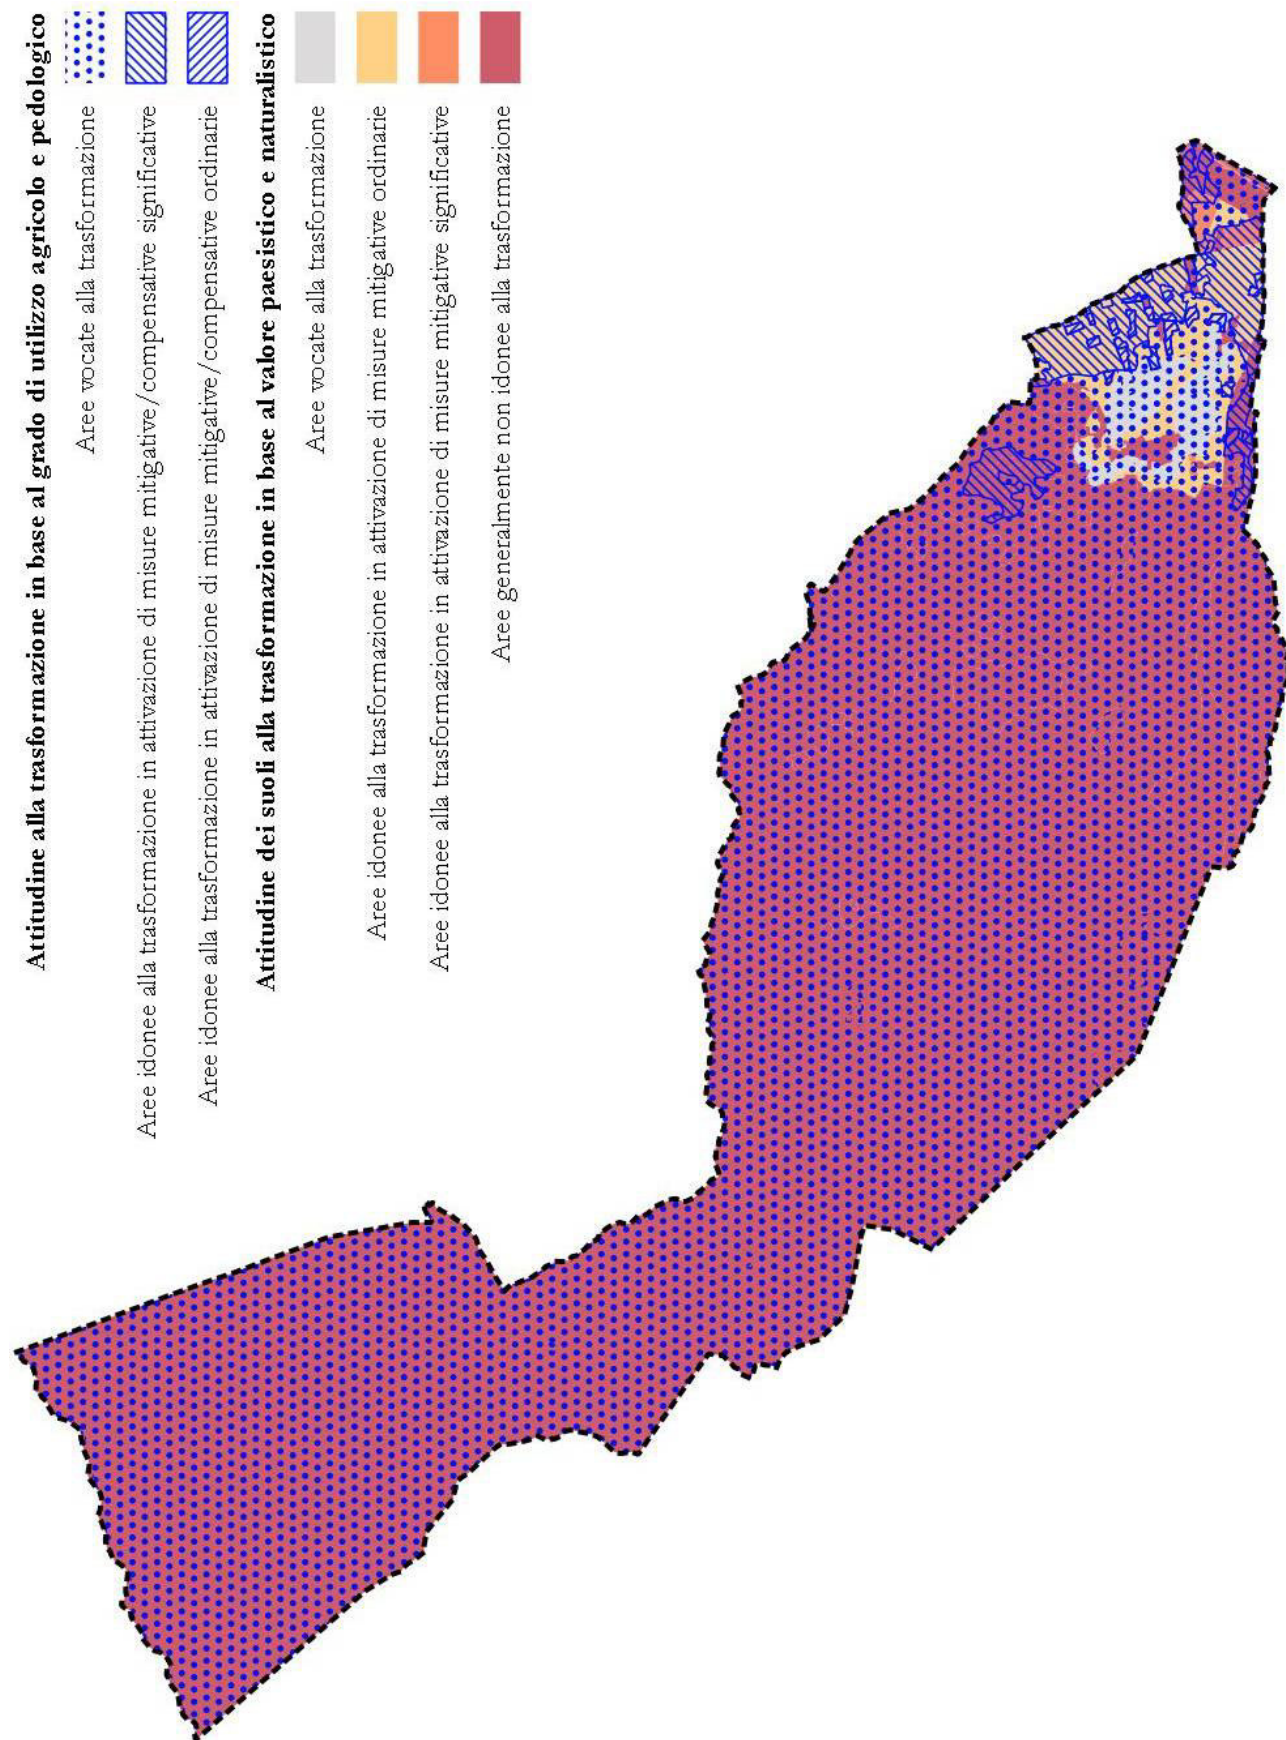 Attitudine alla trasformazione in base al grado di utilizzo agricolo e pedologico
Aree vocate alla trasformazione
Aree idonee alla trasformazione in attivazione di misure mitigative/compensative significative
Aree idonee alla trasformazione in attivazione di misure mitigative/compensative ordinarie
Attitudine dei suoli alla trasformazione in base al valore paesistico e naturalistico
Aree vocate alla trasformazione
Aree idonee alla trasformazione in attivazione di misure mitigative ordinarie
Aree idonee alla trasformazione in attivazione di misure mitigative significative
Aree generalmente non idonee alla trasformazione